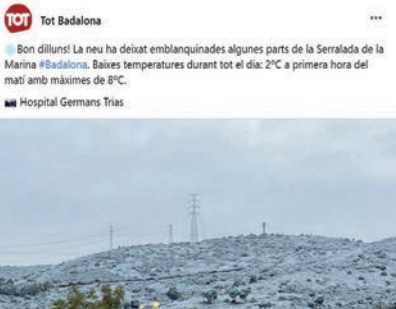 TOT
Tot Badalona
Bon dilluns! La neu ha deixat emblanquinades algunes parts de la Serralada de la
Marina #Badalona. Baixes temperatures durant tot el dia: 2ºC a primera hora del
matí amb màximes de 8ºC.
Hospital Germans Trias